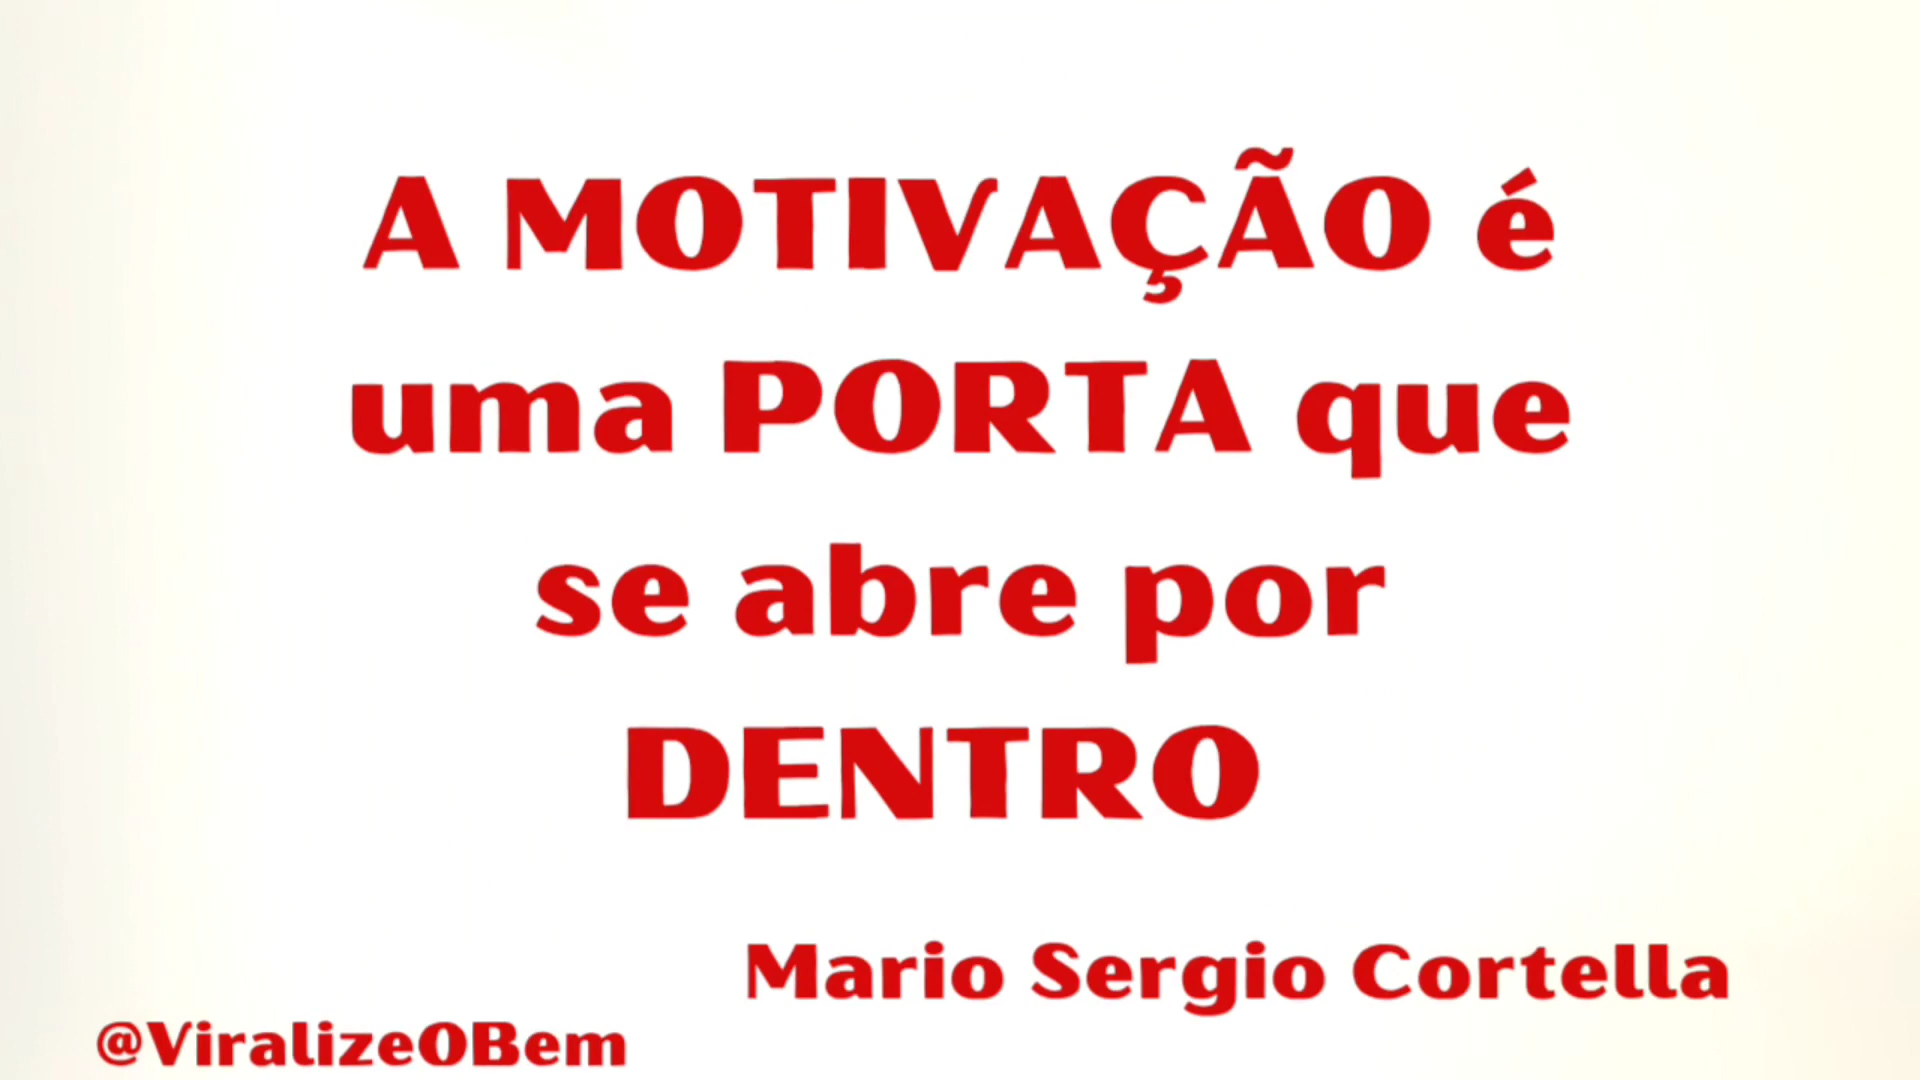 A MOTIVAÇÃO é
uma PORTA que
se abre por
DENTRO
Mario Sergio Cortella
@ViralizeOBem